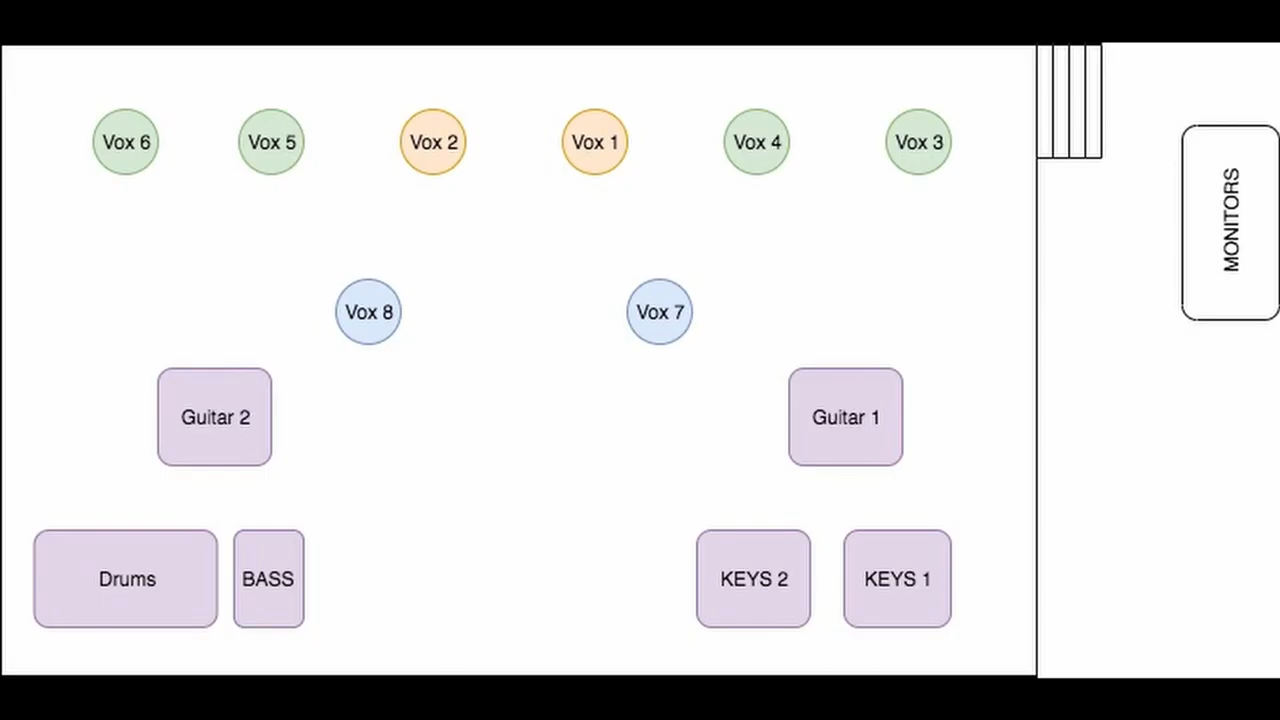 Vox 6
Vox 5
Vox 2
Vox 1
Vox 4
Vox 3
MONITORS
Vox 8
Vox 7
Guitar 2
Guitar 1
Drums
BASS
KEYS 2
KEYS 1